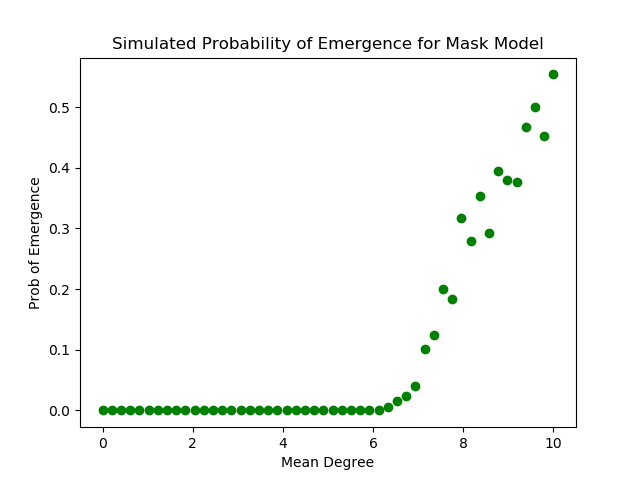 Simulated Probability of Emergence for Mask Model
Prob of Emergence
0.5
0.4
0.3
0.2
0.1
0.0
0 2 4 6 8 10
Mean Degree